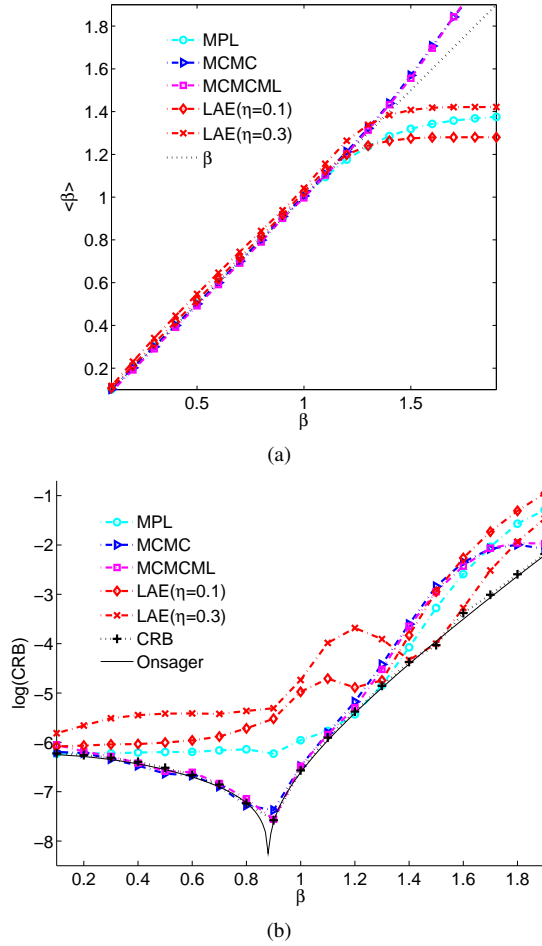 1.8
1.6
1.4
1.2
1
0.8
0.6
0.4
0.2
<β>
MPL
MCMC
MCMCML
LAE(η=0.1)
LAE(η=0.3)
β
0.5
1
1.5
β
(a)
−1
−2
−3
−4
−5
−6
−7
−8
log(CRB)
MPL
MCMC
MCMCML
LAE(η=0.1)
LAE(η=0.3)
CRB
Onsager
0.2 0.4 0.6 0.8 1 1.2 1.4 1.6 1.8
β
(b)